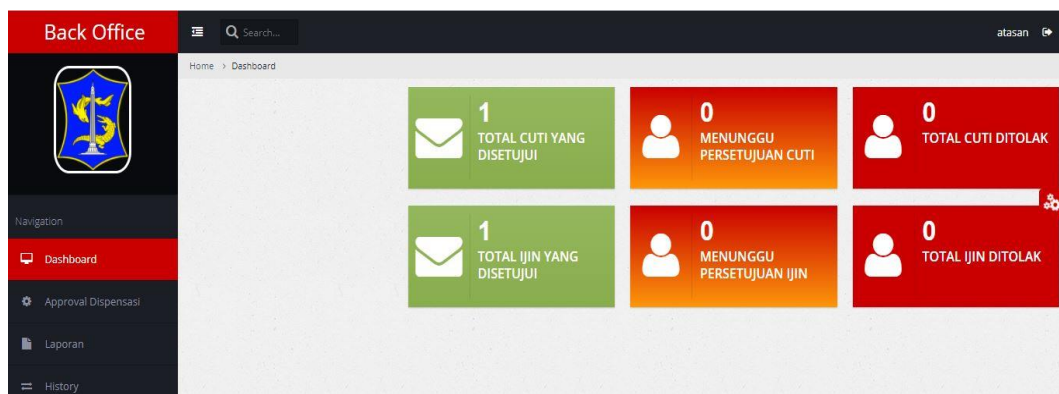 Back Office
Search...
atasan
Home > Dashboard
1
TOTAL CUTI YANG
DISETUJUI
0
MENUNGGU
PERSETUJUAN CUTI
0
TOTAL CUTI DITOLAK
1
TOTAL IJIN YANG
DISETUJUI
0
MENUNGGU
PERSETUJUAN IJIN
0
TOTAL IJIN DITOLAK
Navigation
Dashboard
Approval Dispensasi
Laporan
History